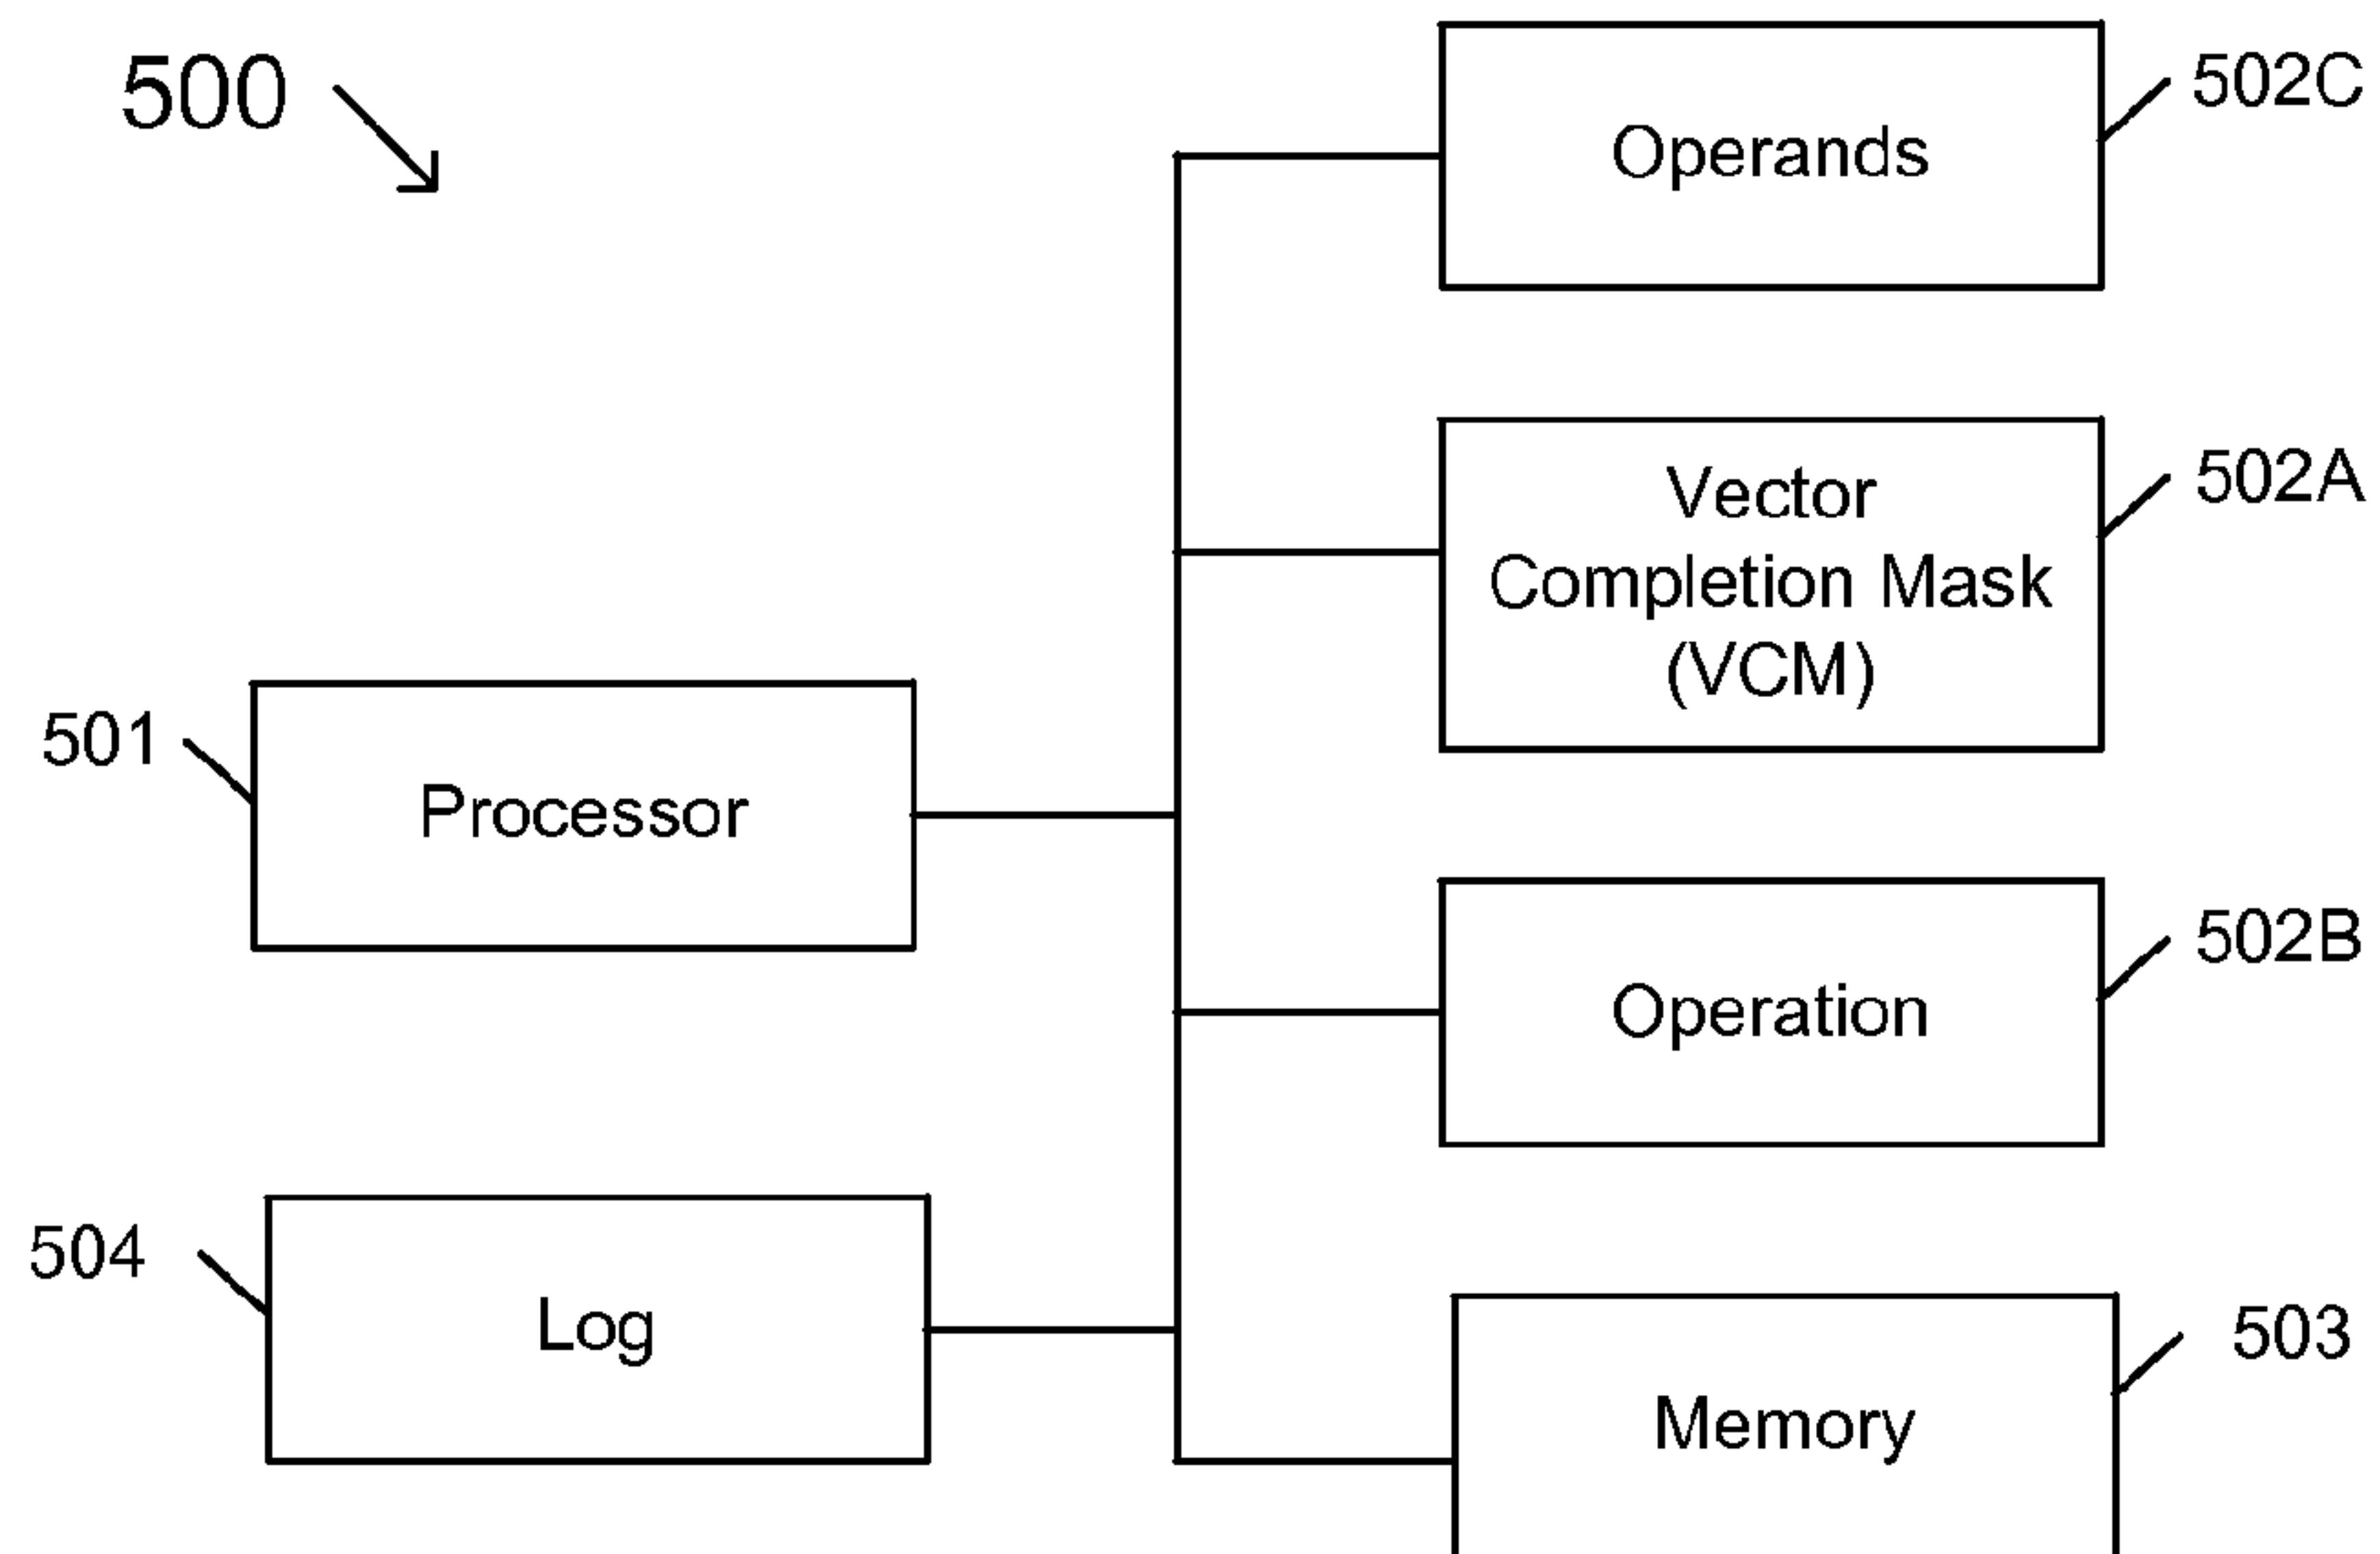 500
Operands
502C
Vector
Completion Mask
(VCM)
502A
501
Processor
Operation
502B
504
Log
Memory
503